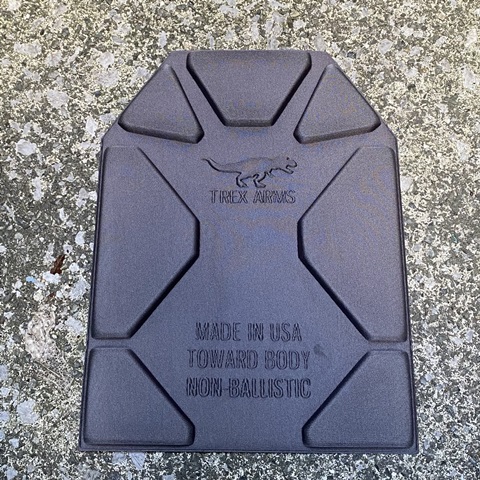 TREX ARMS
MADE IN USA
TOWARD BODY
NON-BALLISTIC